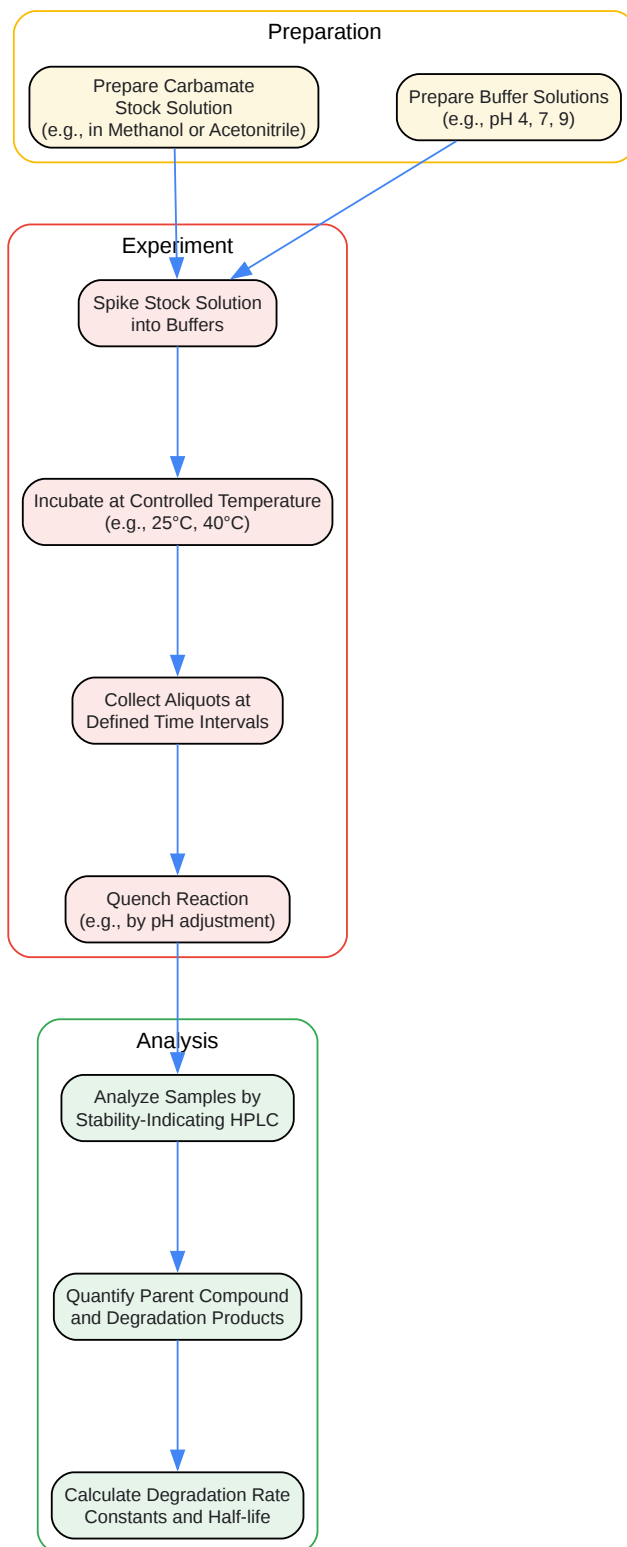 Preparation
Prepare Carbamate
Stock Solution
(e.g., in Methanol or Acetonitrile)
Prepare Buffer Solutions
(e.g., pH 4, 7, 9)
Experiment
Spike Stock Solution
into Buffers
Incubate at Controlled Temperature
(e.g., 25°C, 40°C)
Collect Aliquots at
Defined Time Intervals
Quench Reaction
(e.g., by pH adjustment)
Analysis
Analyze Samples by
Stability-Indicating HPLC
Quantify Parent Compound
and Degradation Products
Calculate Degradation Rate
Constants and Half-life